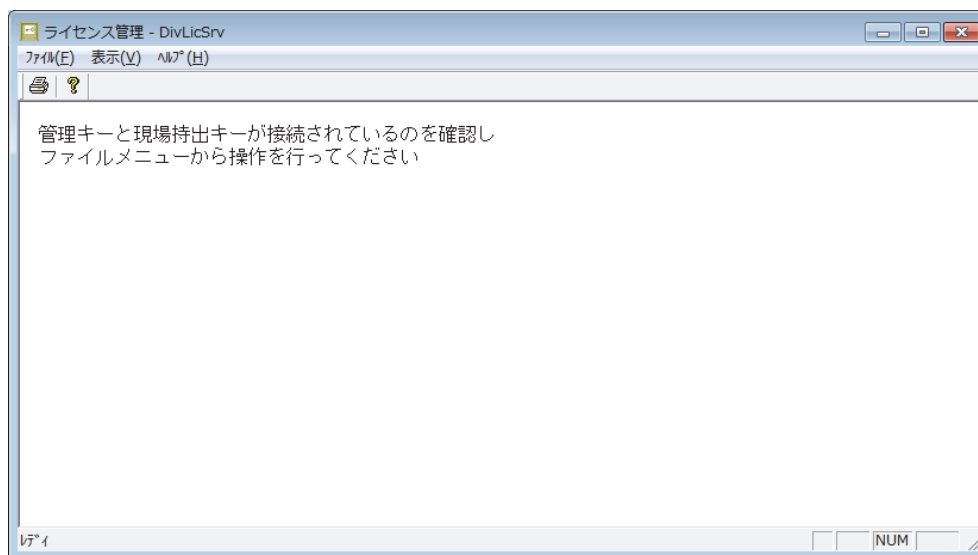 ライセンス管理 - DivLicSrv
ﾌｧｲﾙ(F) 表示(V) ﾍﾙﾌﾟ(H)
管理キーと現場持出キーが接続されているのを確認し
ファイルメニューから操作を行ってください
ﾚﾃﾞｨ
NUM